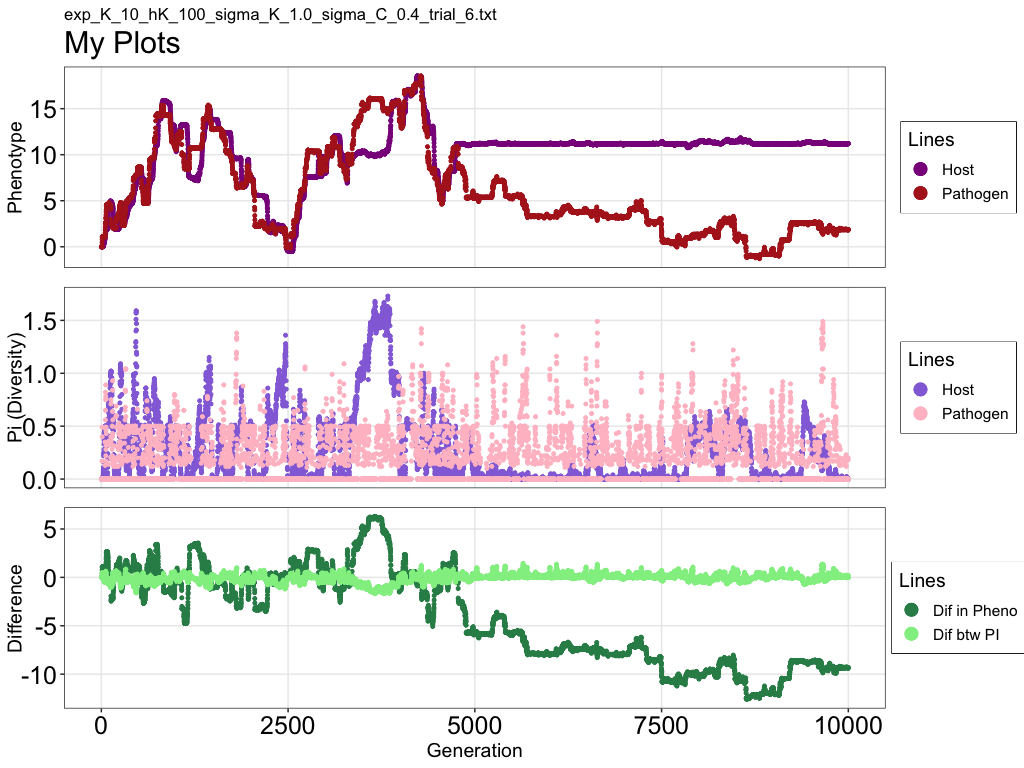 exp_K_10_hK_100_sigma_K_1.0_sigma_C_0.4_trial_6.txt
My Plots
Phenotype
15
10
5
0
Lines
Host
Pathogen
Pi (Diversity)
1.5
1.0
0.5
0.0
Lines
Host
Pathogen
Difference
5
0
-5
-10
Lines
Dif in Pheno
Dif btw PI
0 2500 5000 7500 10000
Generation